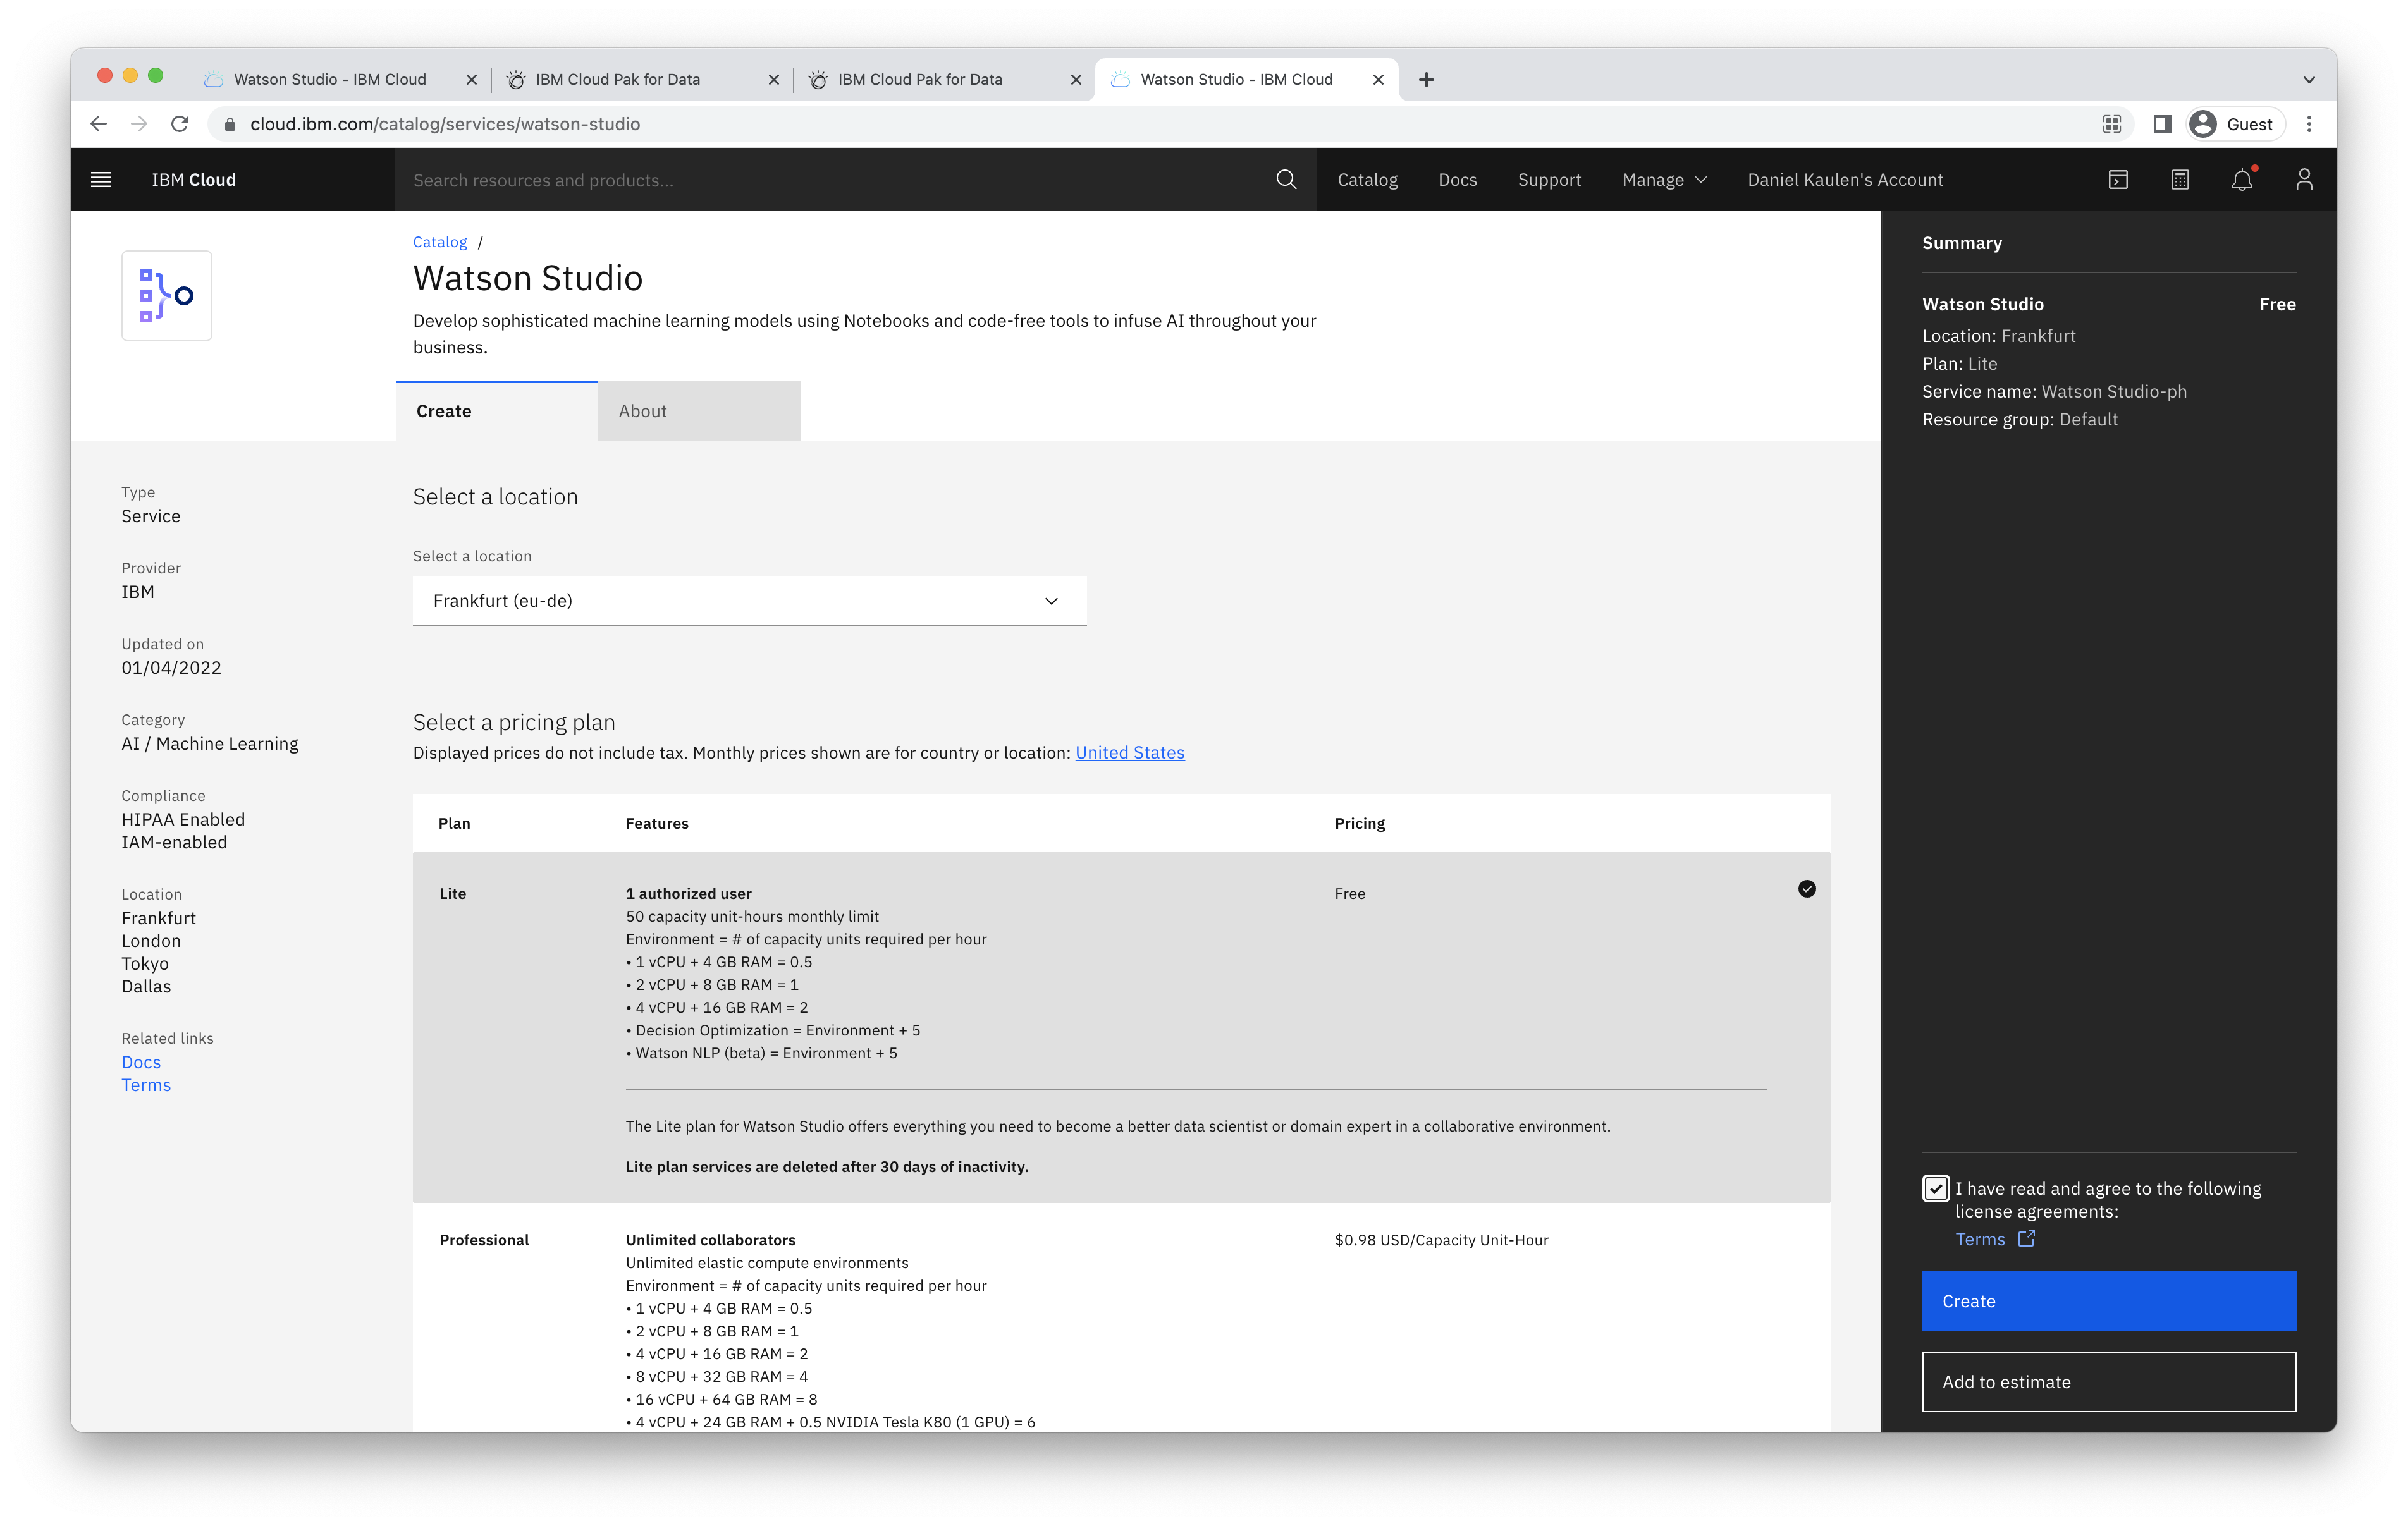 Watson Studio - IBM Cloud
IBM Cloud Pak for Data
IBM Cloud Pak for Data
Watson Studio - IBM Cloud
cloud.ibm.com/catalog/services/watson-studio
Guest
IBM Cloud
Search resources and products...
Catalog
Docs
Support
Manage
Daniel Kaulen's Account
Catalog /
Watson Studio
Develop sophisticated machine learning models using Notebooks and code-free tools to infuse AI throughout your
business.
Create
About
Type
Service
Provider
IBM
Updated on
01/04/2022
Category
AI / Machine Learning
Compliance
HIPAA Enabled
IAM-enabled
Location
Frankfurt
London
Tokyo
Dallas
Related links
Docs
Terms
Select a location
Select a location
Frankfurt (eu-de)
Select a pricing plan
Displayed prices do not include tax. Monthly prices shown are for country or location: United States
Plan
Features
Pricing
Lite
1 authorized user
50 capacity unit-hours monthly limit
Environment = # of capacity units required per hour
• 1 vCPU + 4 GB RAM = 0.5
• 2 vCPU + 8 GB RAM = 1
• 4 vCPU + 16 GB RAM = 2
• Decision Optimization = Environment + 5
• Watson NLP (beta) = Environment + 5
Free
The Lite plan for Watson Studio offers everything you need to become a better data scientist or domain expert in a collaborative environment.
Lite plan services are deleted after 30 days of inactivity.
Professional
Unlimited collaborators
Unlimited elastic compute environments
Environment = # of capacity units required per hour
• 1 vCPU + 4 GB RAM = 0.5
• 2 vCPU + 8 GB RAM = 1
• 4 vCPU + 16 GB RAM = 2
• 8 vCPU + 32 GB RAM = 4
• 16 vCPU + 64 GB RAM = 8
• 4 vCPU + 24 GB RAM + 0.5 NVIDIA Tesla K80 (1 GPU) = 6
$0.98 USD/Capacity Unit-Hour
Summary
Watson Studio
Free
Location: Frankfurt
Plan: Lite
Service name: Watson Studio-ph
Resource group: Default
I have read and agree to the following
license agreements:
Terms
Create
Add to estimate